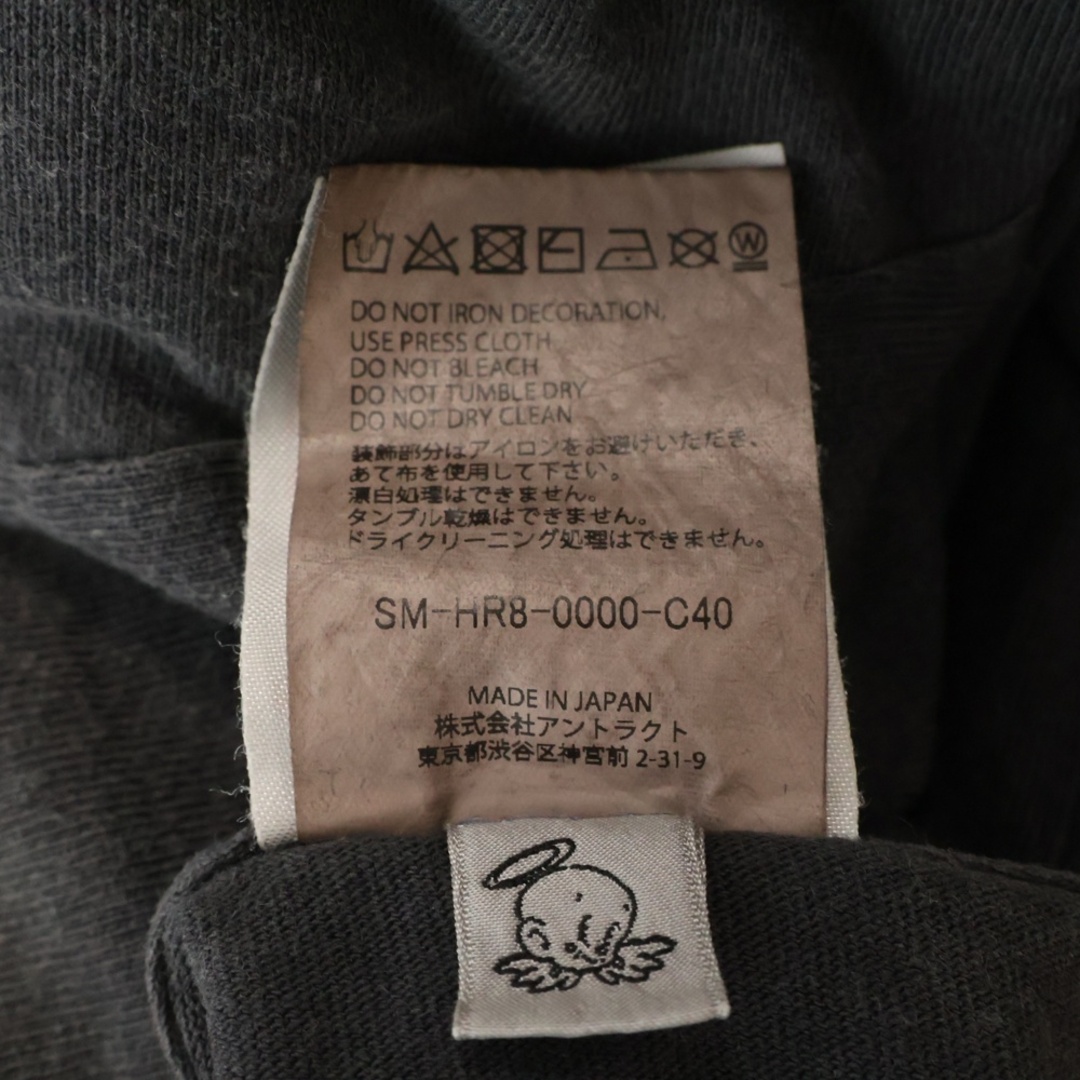 W
DO NOT IRON DECORATION,
USE PRESS CLOTH
DO NOT BLEACH
DO NOT TUMBLE DRY
DO NOT DRY CLEAN
装飾部分はアイロンをお避けいただき、
あて布を使用して下さい。
漂白処理はできません。
タンブル乾燥はできません。
ドライクリーニング処理はできません。
SM-HR8-0000-C40
MADE IN JAPAN
株式会社アントラクト
東京都渋谷区神宮前 2-31-9